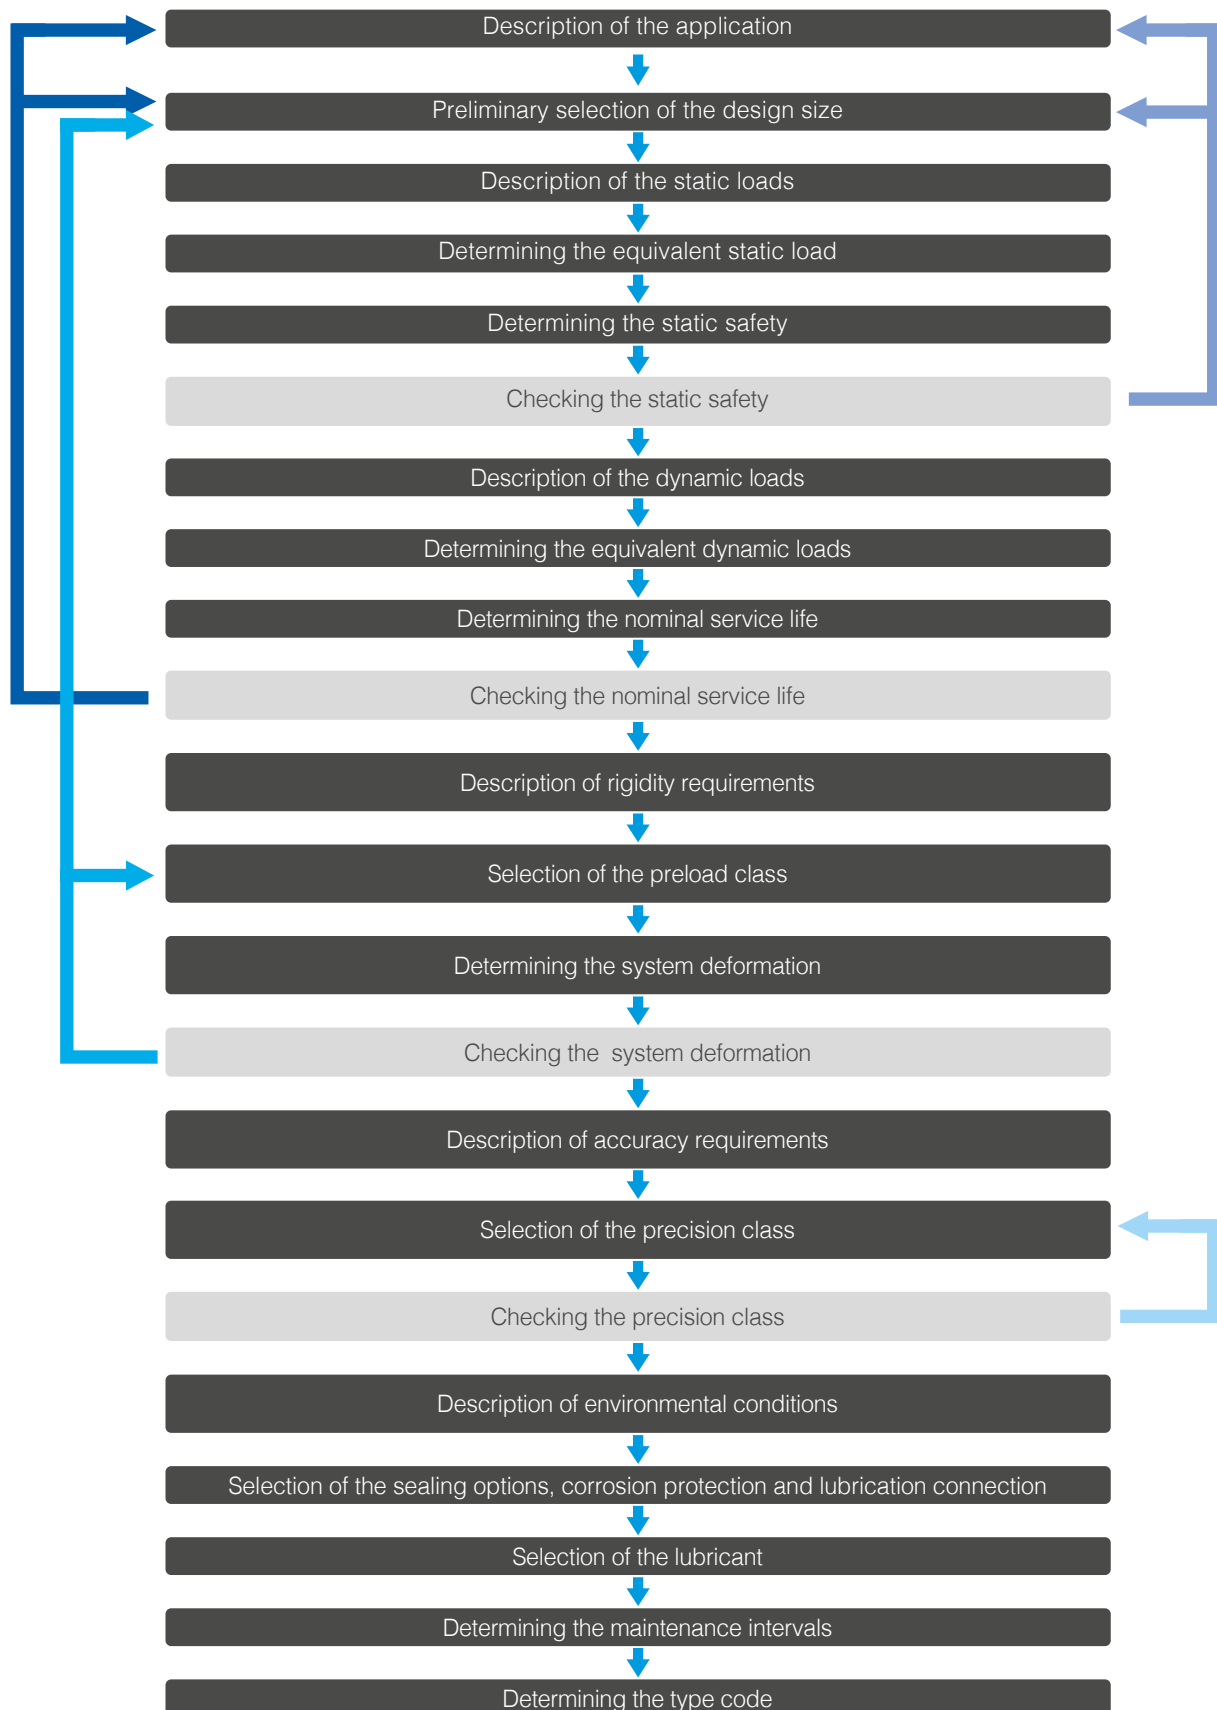 Description of the application
Preliminary selection of the design size
Description of the static loads
Determining the equivalent static load
Determining the static safety
Checking the static safety
Description of the dynamic loads
Determining the equivalent dynamic loads
Determining the nominal service life
Checking the nominal service life
Description of rigidity requirements
Selection of the preload class
Determining the system deformation
Checking the  system deformation
Description of accuracy requirements
Selection of the precision class
Checking the precision class
Description of environmental conditions
Selection of the sealing options, corrosion protection and lubrication connection
Selection of the lubricant
Determining the maintenance intervals
Determining the type code